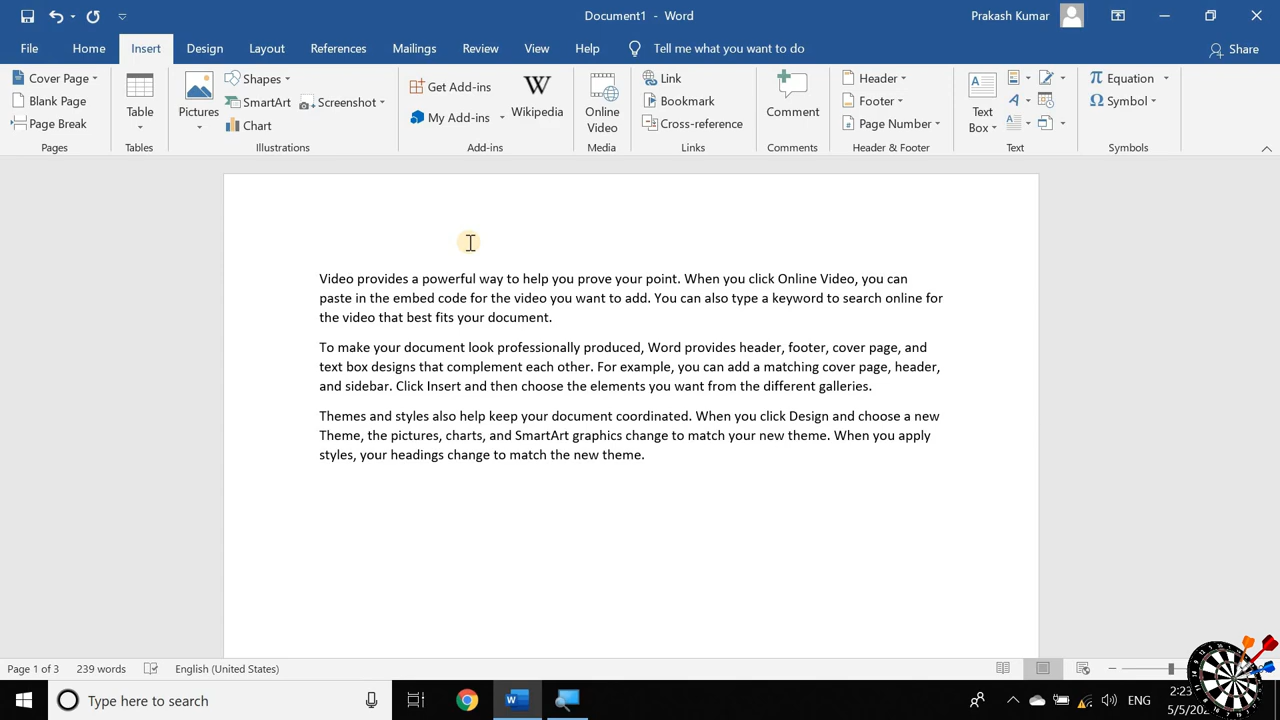 Document1 - Word
Prakash Kumar
File Home Insert Design Layout References Mailings Review View Help Tell me what you want to do Share
Cover Page
Blank Page
Page Break
Pages
Table
Tables
Pictures
Shapes
SmartArt
Chart
Screenshot
Illustrations
Get Add-ins
My Add-ins
W
Wikipedia
Add-ins
Online
Video
Media
Link
Bookmark
Cross-reference
Links
Comment
Comments
Header
Footer
Page Number
Header & Footer
Text
Box
Text
Equation
Symbol
Symbols
Video provides a powerful way to help you prove your point. When you click Online Video, you can
paste in the embed code for the video you want to add. You can also type a keyword to search online for
the video that best fits your document.
To make your document look professionally produced, Word provides header, footer, cover page, and
text box designs that complement each other. For example, you can add a matching cover page, header,
and sidebar. Click Insert and then choose the elements you want from the different galleries.
Themes and styles also help keep your document coordinated. When you click Design and choose a new
Theme, the pictures, charts, and SmartArt graphics change to match your new theme. When you apply
styles, your headings change to match the new theme.
Page 1 of 3 239 words English (United States)
Type here to search
ENG